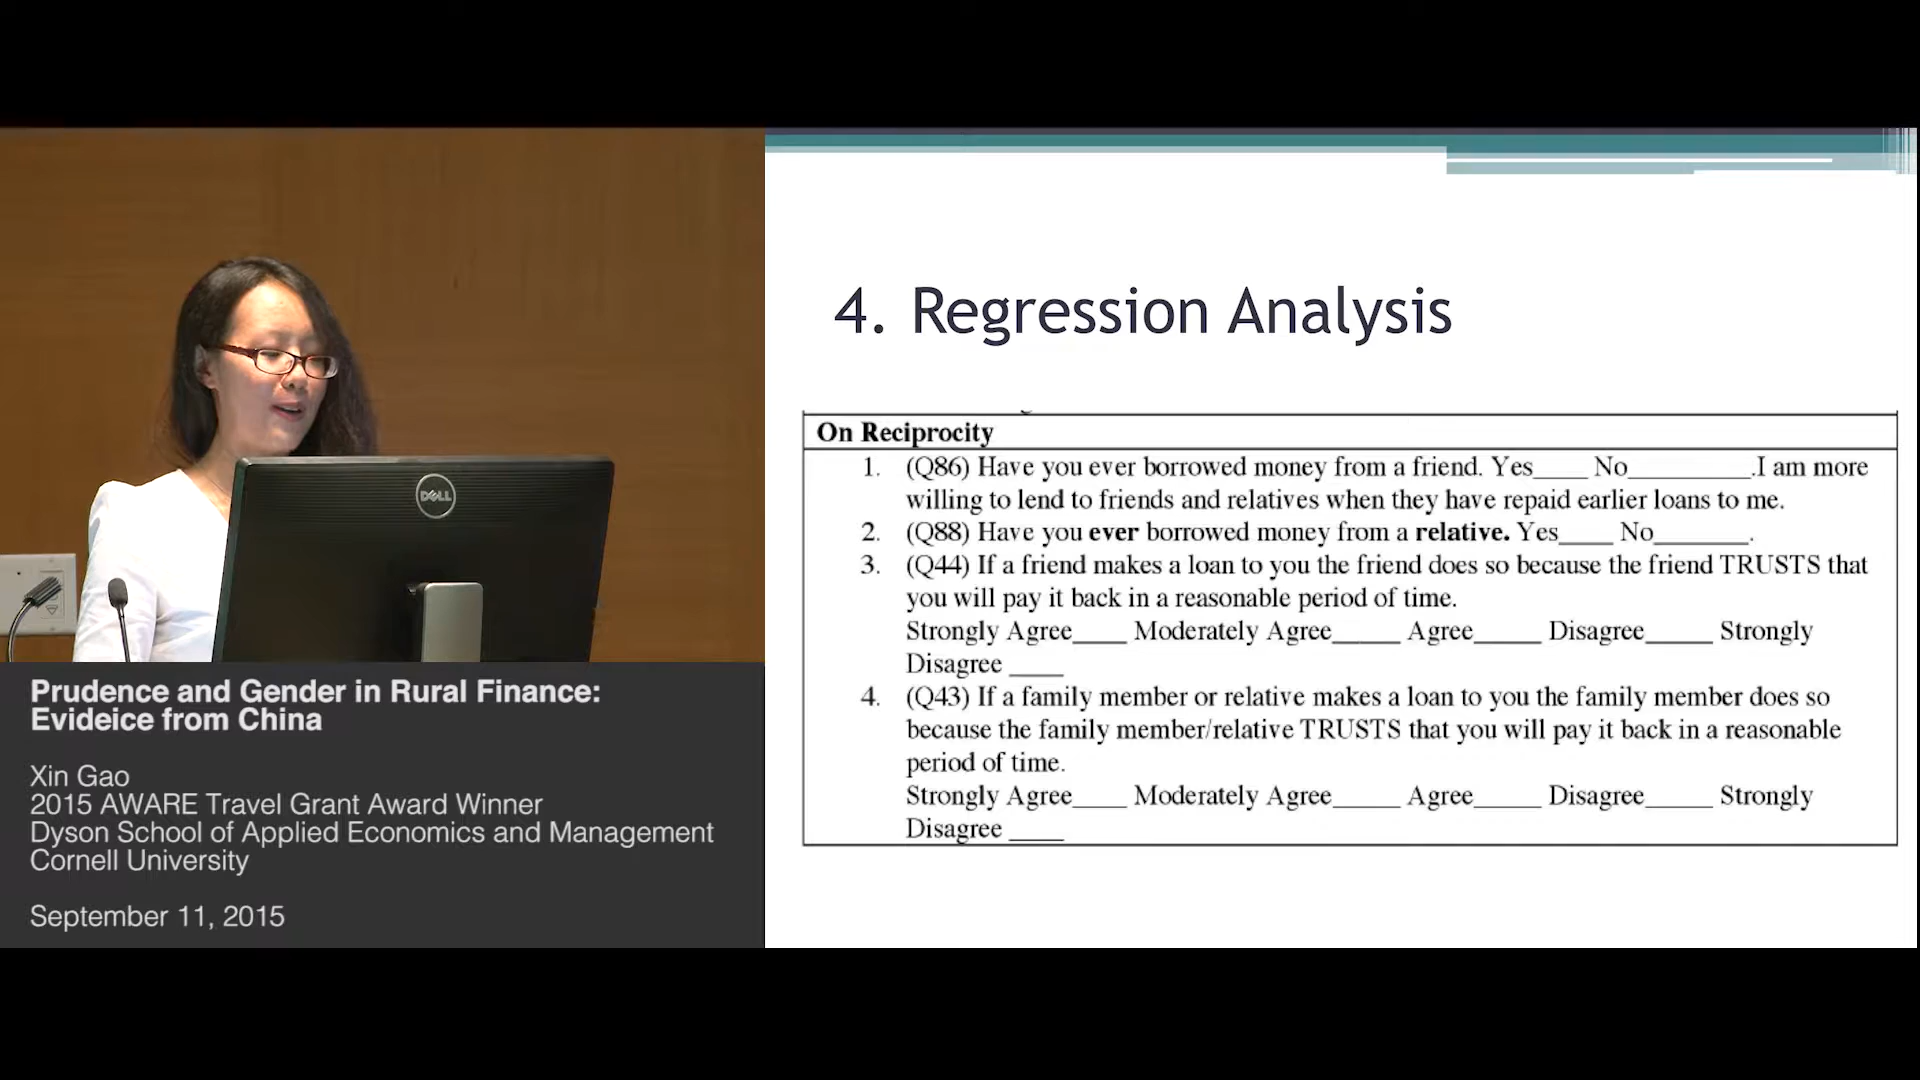 4. Regression Analysis
On Reciprocity
1. (Q86) Have you ever borrowed money from a friend. Yes____ No_________.I am more
willing to lend to friends and relatives when they have repaid earlier loans to me.
2. (Q88) Have you ever borrowed money from a relative. Yes____ No_______.
3. (Q44) If a friend makes a loan to you the friend does so because the friend TRUSTS that
you will pay it back in a reasonable period of time.
Strongly Agree____ Moderately Agree_____ Agree_____ Disagree_____ Strongly
Disagree ____
4. (Q43) If a family member or relative makes a loan to you the family member does so
because the family member/relative TRUSTS that you will pay it back in a reasonable
period of time.
Strongly Agree____ Moderately Agree_____ Agree_____ Disagree_____ Strongly
Disagree ____
DELL
Prudence and Gender in Rural Finance:
Evideice from China
Xin Gao
2015 AWARE Travel Grant Award Winner
Dyson School of Applied Economics and Management
Cornell University
September 11, 2015